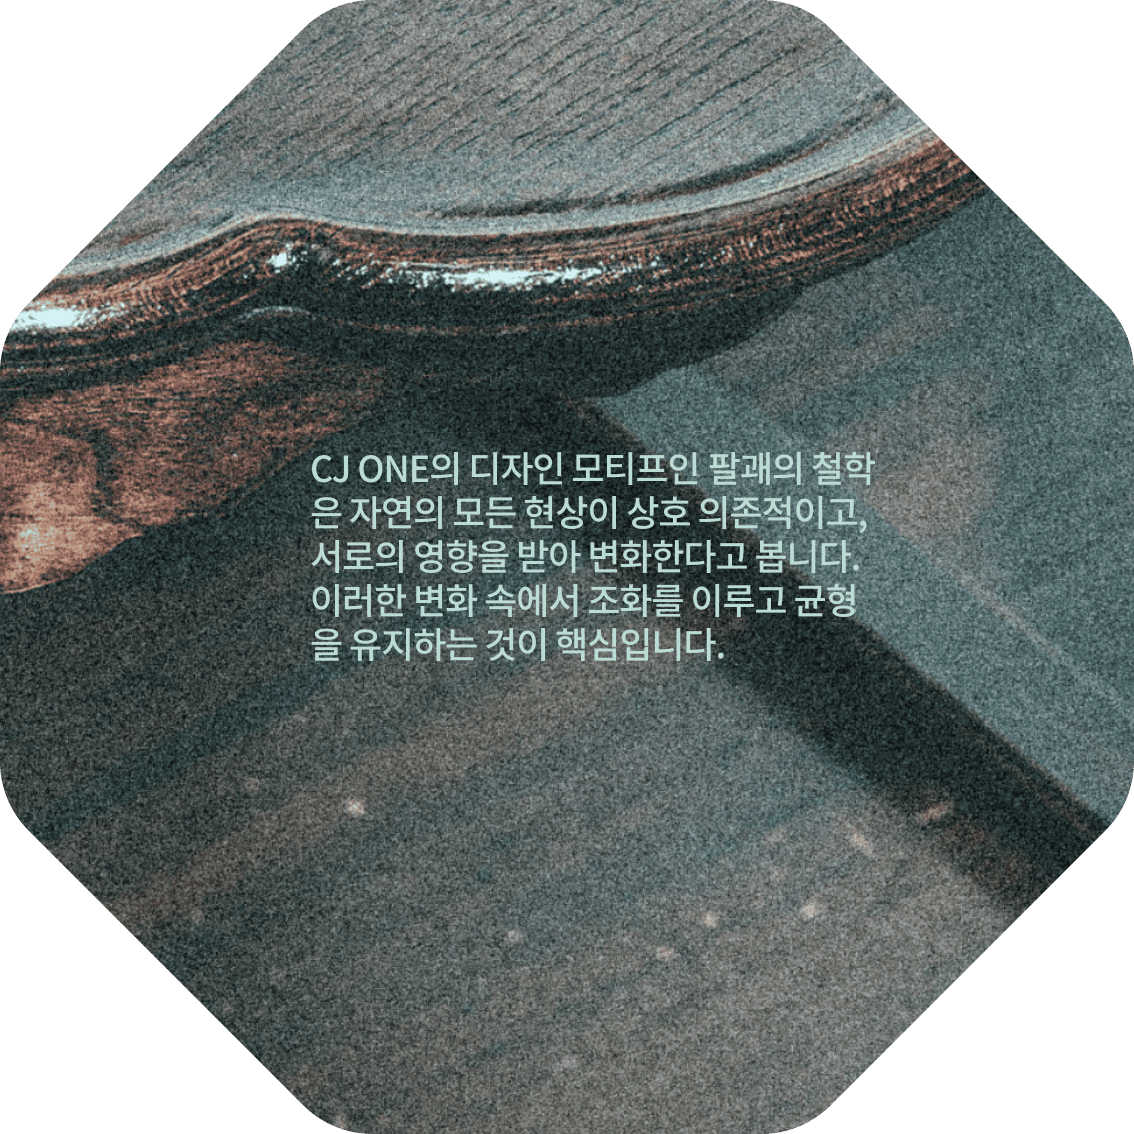 CJ ONE의 디자인 모티프인 팔괘의 철학
은 자연의 모든 현상이 상호 의존적이고,
서로의 영향을 받아 변화한다고 봅니다.
이러한 변화 속에서 조화를 이루고 균형
을 유지하는 것이 핵심입니다.